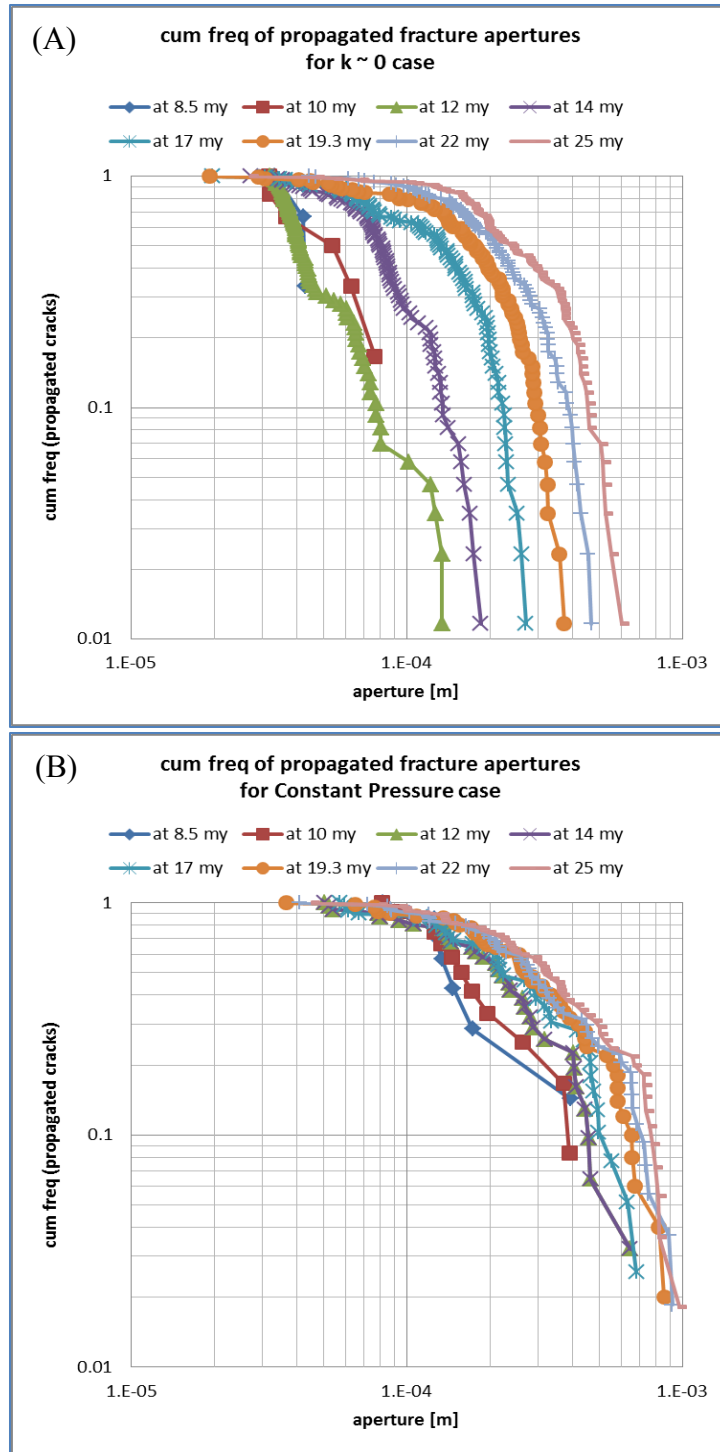 (A)
cum freq of propagated fracture apertures
for k ~ 0 case
at 8.5 my at 10 my at 12 my at 14 my
at 17 my at 19.3 my at 22 my at 25 my
cum freq (propagated cracks)
1
0.1
0.01
1.E-05 1.E-04 1.E-03
aperture [m]
(B)
cum freq of propagated fracture apertures
for Constant Pressure case
at 8.5 my at 10 my at 12 my at 14 my
at 17 my at 19.3 my at 22 my at 25 my
cum freq (propagated cracks)
1
0.1
0.01
1.E-05 1.E-04 1.E-03
aperture [m]